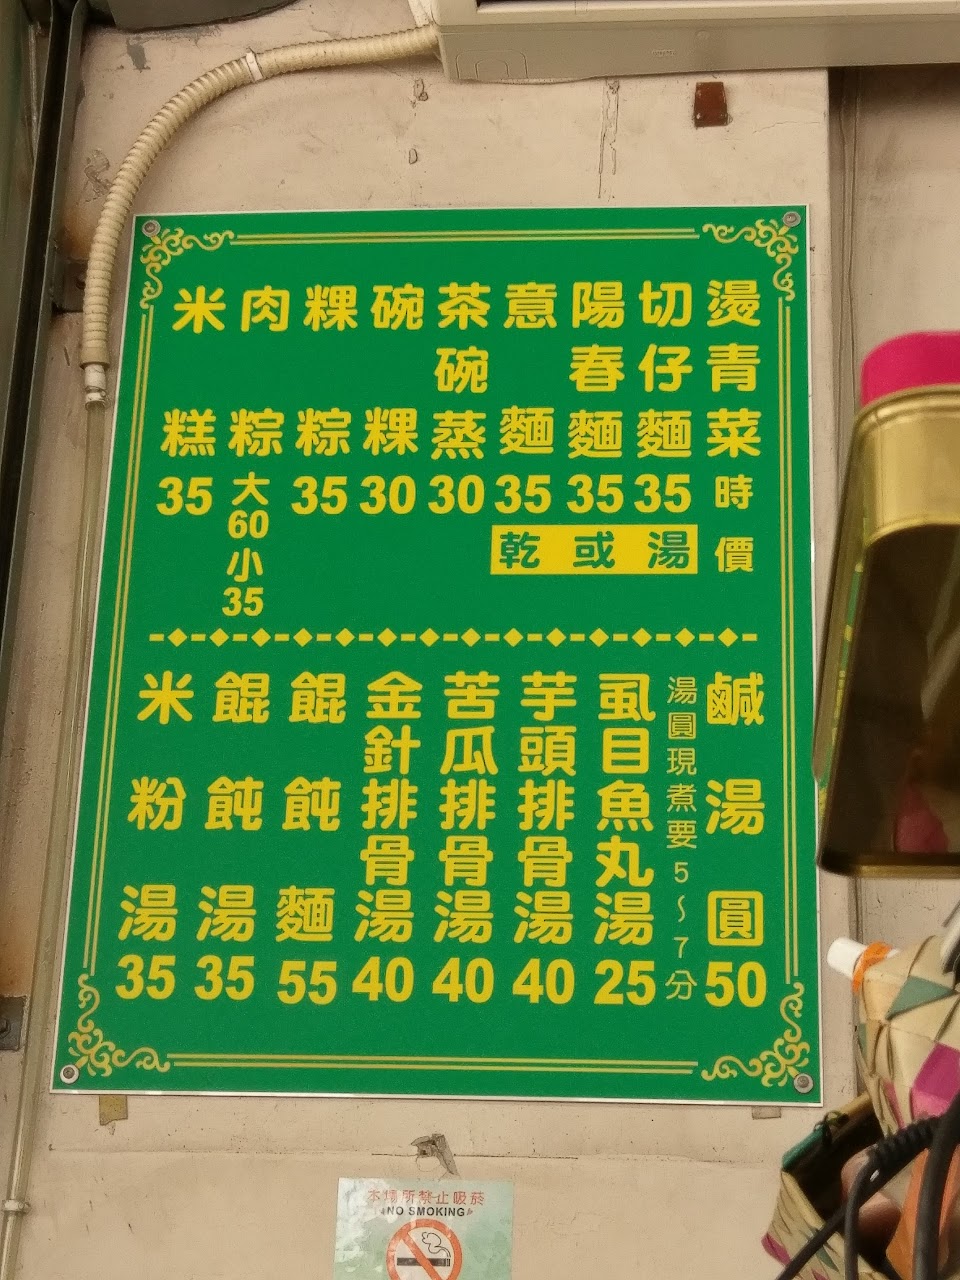 燙青菜時價
切仔麵35
陽春麵35
意麵35
乾或湯
茶碗蒸30
碗粿30
粿粽35
肉粽大60小35
米糕35
鹹湯圓50
湯圓現煮要5~7分
虱目魚丸湯25
芋頭排骨湯40
苦瓜排骨湯40
金針排骨湯40
餛飩麵55
餛飩湯35
米粉湯35
本場所禁止吸菸
NO SMOKING